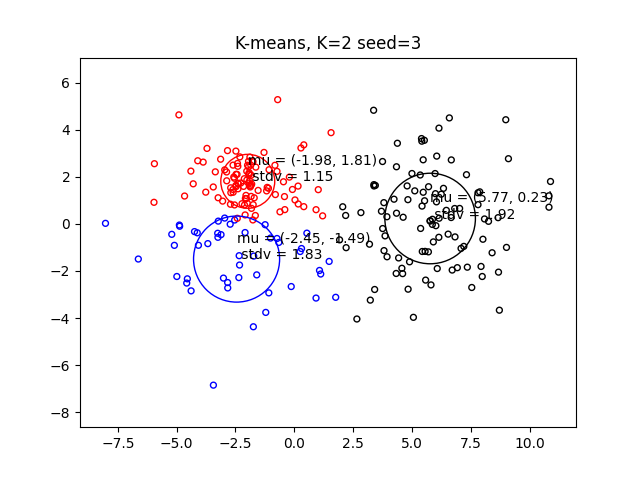 K-means, K=2 seed=3
6
4
2
0
−2
−4
−6
−8
mu = (-1.98, 1.81)
stdv = 1.15
mu = (5.77, 0.23)
stdv = 1.92
mu = (-2.45, -1.49)
stdv = 1.83
−7.5 −5.0 −2.5 0.0 2.5 5.0 7.5 10.0